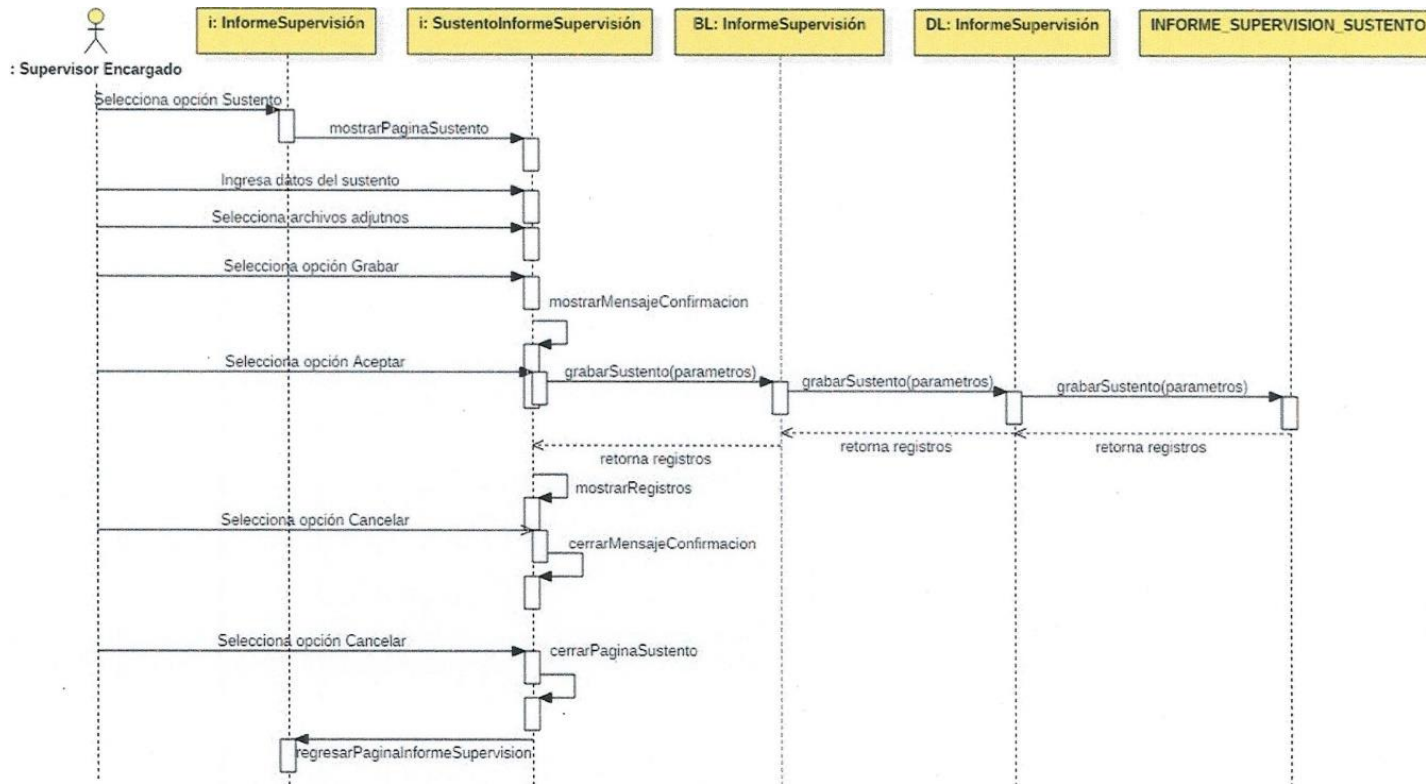 i: InformeSupervisión
i: SustentoInformeSupervisión
BL: InformeSupervisión
DL: InformeSupervisión
INFORME_SUPERVISION_SUSTENTO
: Supervisor Encargado
Selecciona opción Sustento
mostrarPaginaSustento
Ingresa datos del sustento
Selecciona archivos adjutnos
Selecciona opción Grabar
mostrarMensajeConfirmacion
Selecciona opción Aceptar
grabarSustento(parametros)
grabarSustento(parametros)
grabarSustento(parametros)
retorna registros
retorna registros
retorna registros
mostrarRegistros
Selecciona opción Cancelar
cerrarMensajeConfirmacion
Selecciona opción Cancelar
cerrarPaginaSustento
regresarPaginaInformeSupervision